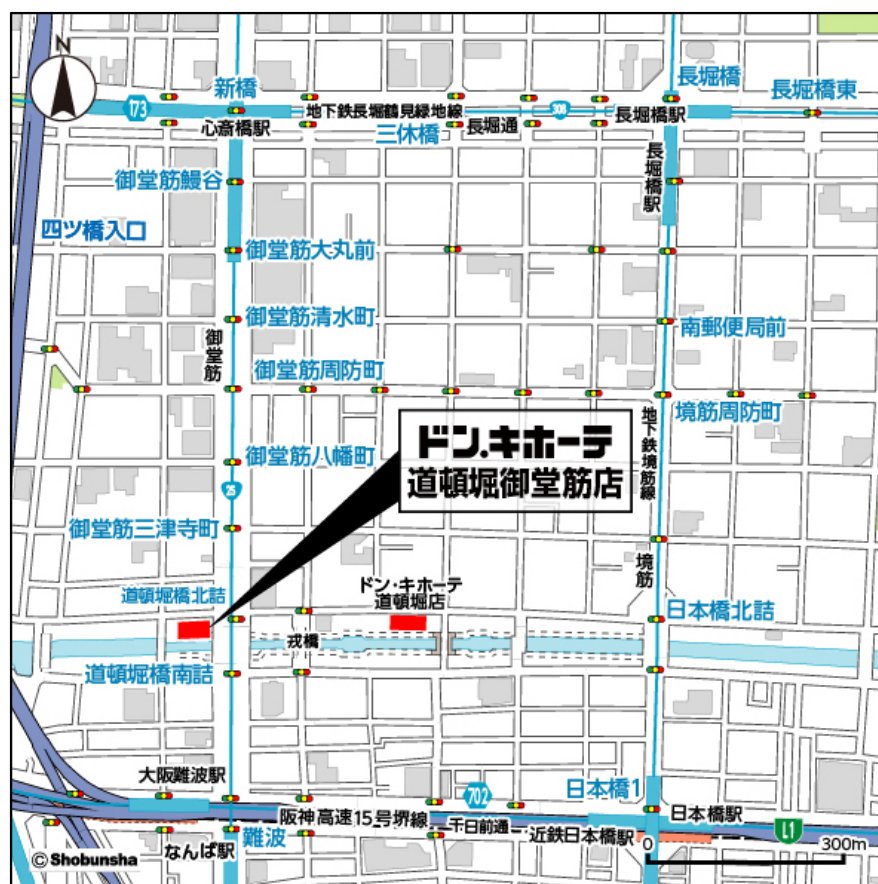 N
新橋
長堀橋
長堀橋東
173
地下鉄長堀鶴見緑地線
308
長堀橋駅
心斎橋駅
三休橋
長堀通
御堂筋鰻谷
長堀橋駅
四ツ橋入口
御堂筋大丸前
御堂筋清水町
南郵便局前
御堂筋
御堂筋周防町
境筋周防町
ドン.キホーテ
道頓堀御堂筋店
地下鉄境筋線
御堂筋八幡町
25
御堂筋三津寺町
境筋
ドン・キホーテ
道頓堀店
道頓堀橋北詰
日本橋北詰
戎橋
道頓堀橋南詰
大阪難波駅
日本橋1
702
阪神高速15号堺線
千日前通
日本橋駅
L1
難波
近鉄日本橋駅
なんば駅
0
300m
© Shobunsha